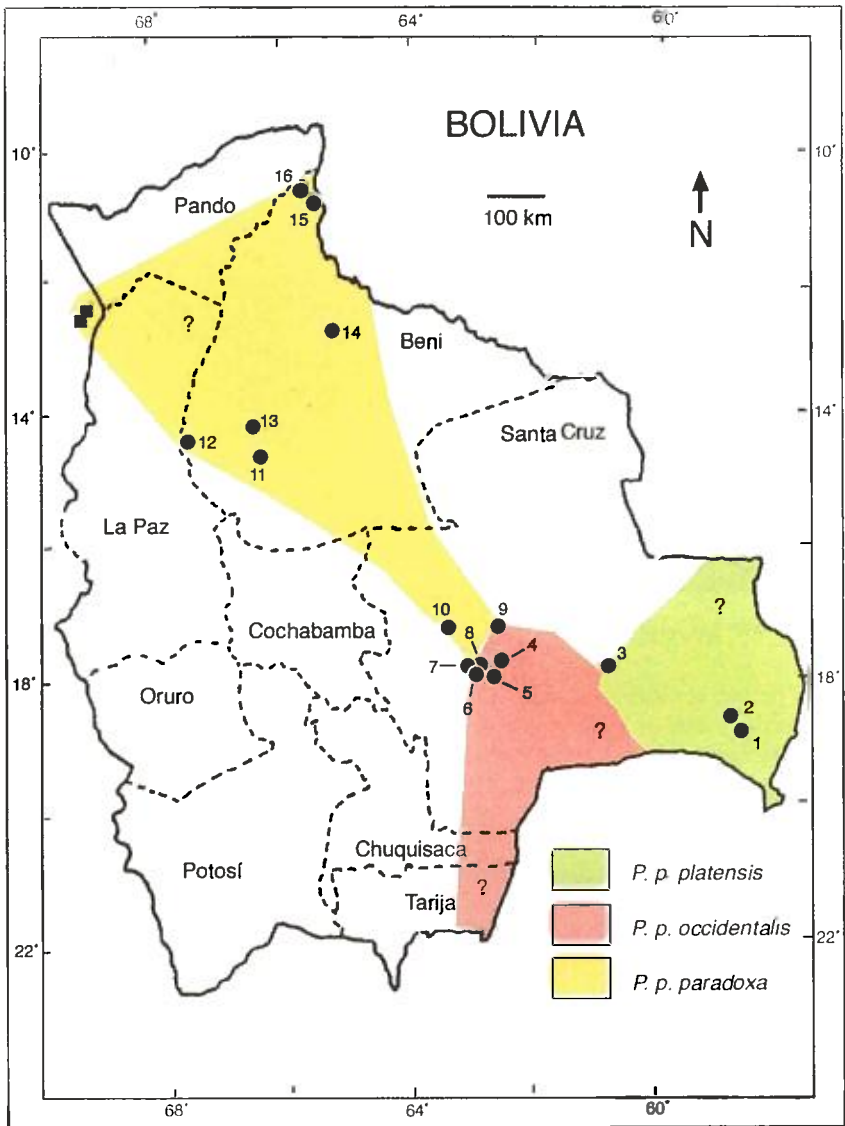 68° 64° 60°
BOLIVIA
10° 10°
100 km
N
16
Pando
15
?
14
Beni
14° 14°
13
12
11
Santa Cruz
La Paz
10
9
?
Cochabamba
8
4
3
7
18° 18°
Oruro
6
5
2
?
1
Chuquisaca
Potosí
?
P. p. platensis
Tarija
P. p. occidentalis
22° 22°
P. p. paradoxa
68° 64° 60°